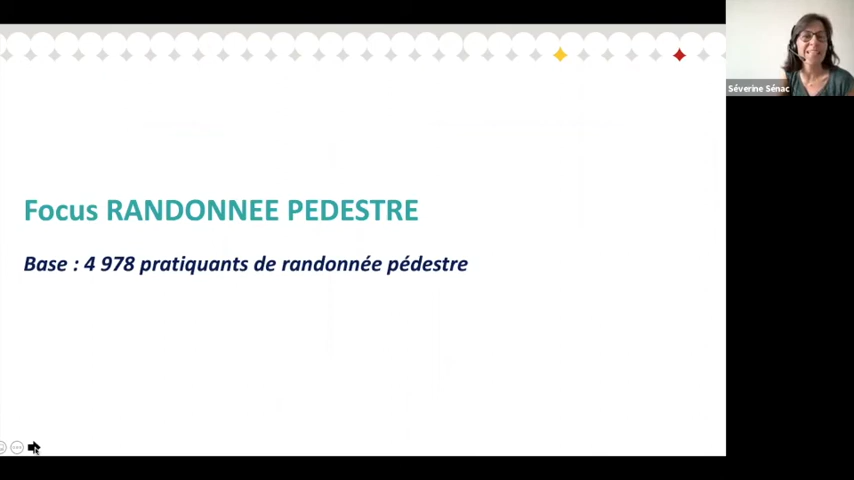 Séverine Sénac
Focus RANDONNEE PEDESTRE
Base : 4 978 pratiquants de randonnée pédestre